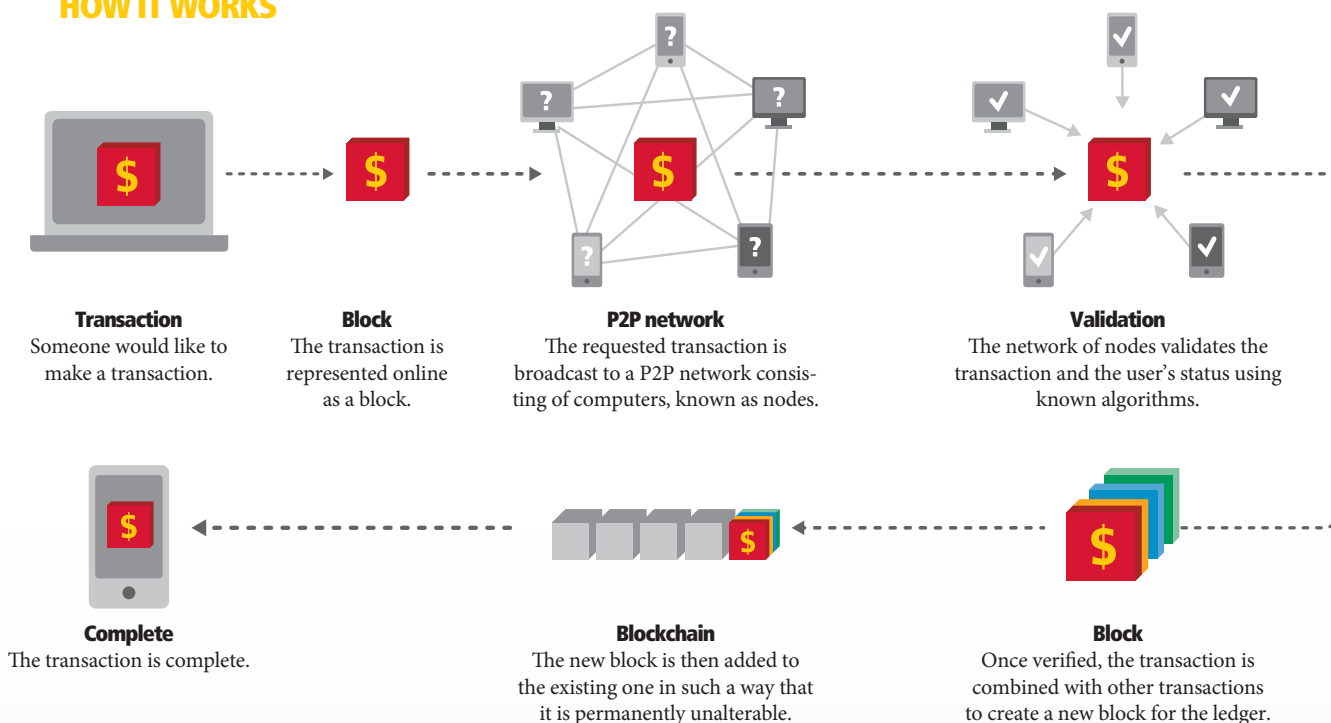 HOW IT WORKS
?
?
?
?
?
$
$
$
$
Transaction
Someone would like to
make a transaction.
Block
The transaction is
represented online
as a block.
P2P network
The requested transaction is
broadcast to a P2P network consis-
ting of computers, known as nodes.
Validation
The network of nodes validates the
transaction and the user's status using
known algorithms.
$
$
$
Complete
The transaction is complete.
Blockchain
The new block is then added to
the existing one in such a way that
it is permanently unalterable.
Block
Once verified, the transaction is
combined with other transactions
to create a new block for the ledger.